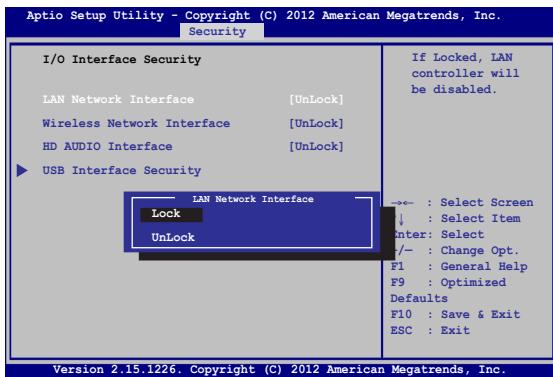 Aptio Setup Utility - Copyright (C) 2012 American Megatrends, Inc.
Security
I/O Interface Security
LAN Network Interface [UnLock]
Wireless Network Interface [UnLock]
HD AUDIO Interface [UnLock]
USB Interface Security
LAN Network Interface
Lock
UnLock
If Locked, LAN
controller will
be disabled.
→← : Select Screen
↓ : Select Item
Enter: Select
/— : Change Opt.
F1 : General Help
F9 : Optimized
Defaults
F10 : Save & Exit
ESC : Exit
Version 2.15.1226. Copyright (C) 2012 American Megatrends, Inc.